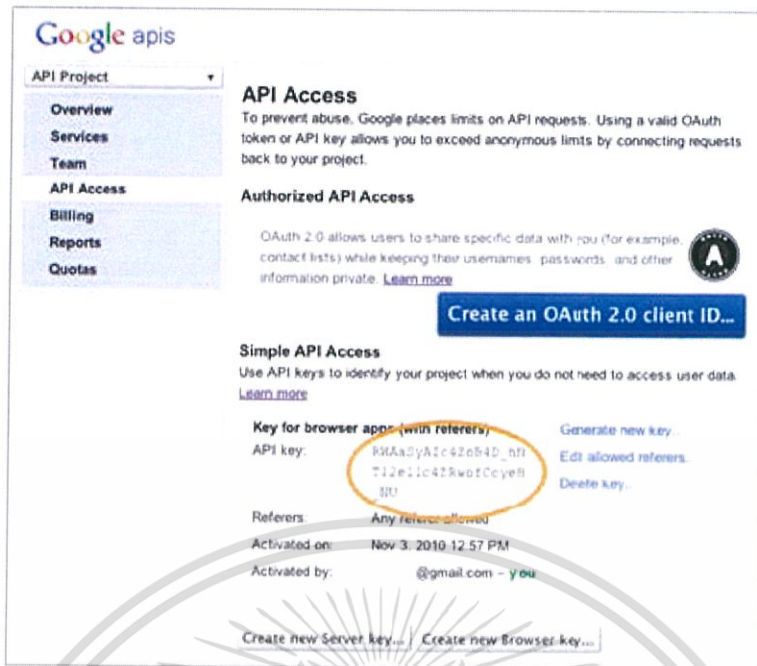 Google apis
API Project
Overview
Services
Team
API Access
Billing
Reports
Quotas
API Access
To prevent abuse, Google places limits on API requests. Using a valid OAuth
token or API key allows you to exceed anonymous limts by connecting requests
back to your project.
Authorized API Access
OAuth 2.0 allows users to share specific data with you (for example,
contact lists) while keeping their usernames, passwords, and other
information private. Learn more
Create an OAuth 2.0 client ID...
Simple API Access
Use API keys to identify your project when you do not need to access user data.
Learn more
Key for browser apps (with referers)
API key:
Generate new key...
Edit allowed referers...
Delete key...
Referers: Any referer allowed
Activated on: Nov 3, 2010 12:57 PM
Activated by: @gmail.com – you
Create new Server key... Create new Browser key...